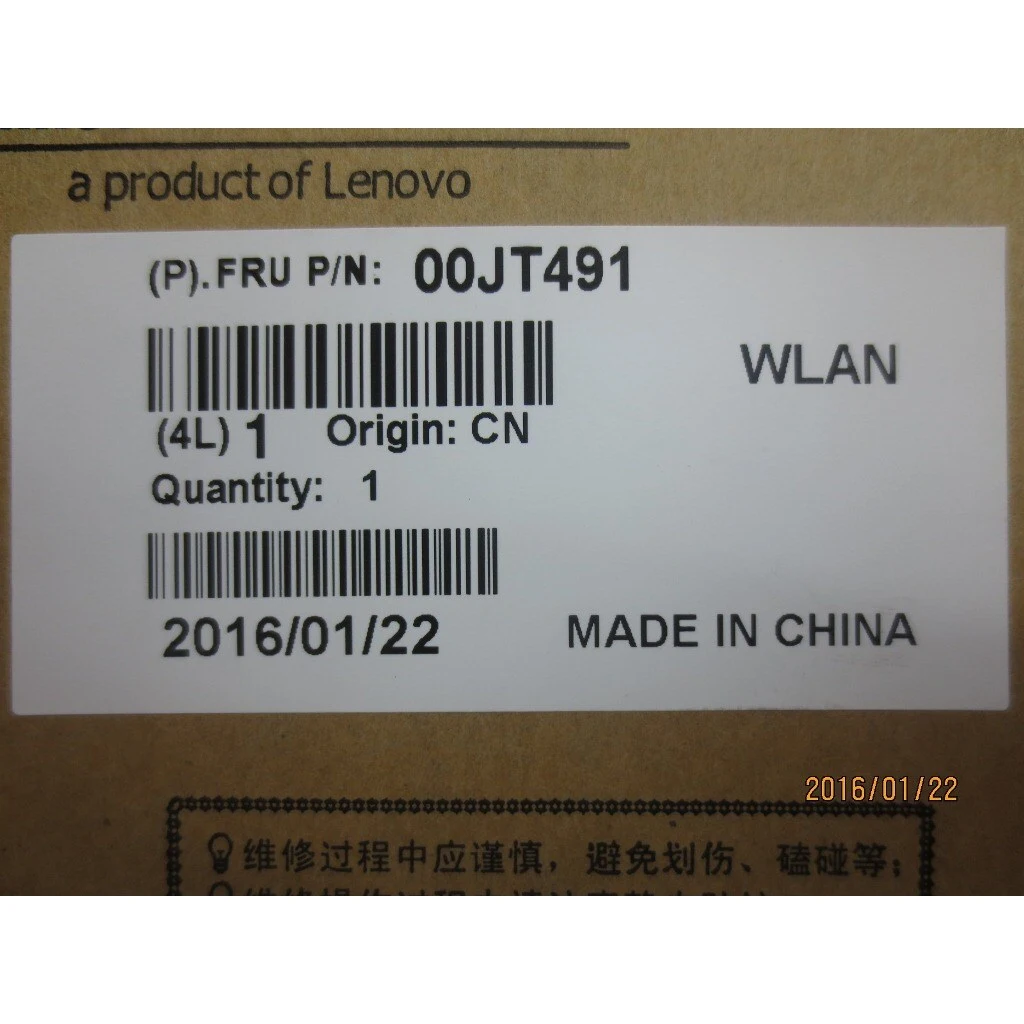 a product of Lenovo
(P).FRU P/N: 00JT491
WLAN
(4L) 1 Origin: CN
Quantity: 1
2016/01/22
MADE IN CHINA
2016/01/22
维修过程中应谨慎，避免划伤、磕碰等；